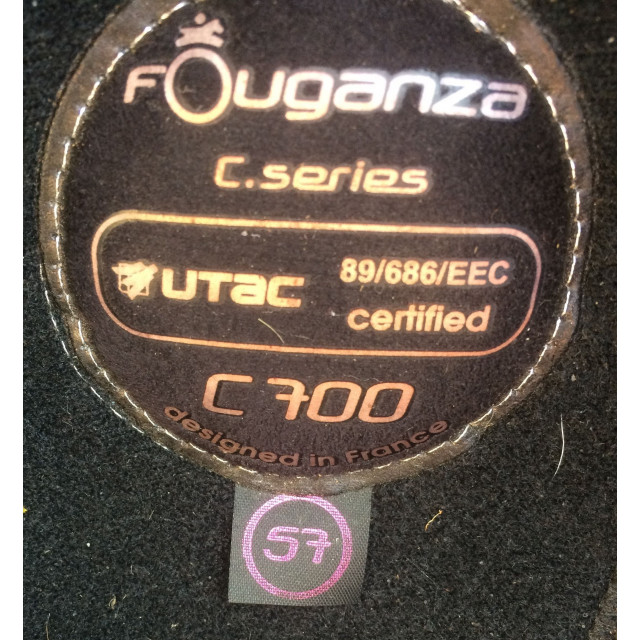 FOuganza
C.series
UTAC
89/686/EEC
certified
C 700
designed in France
57